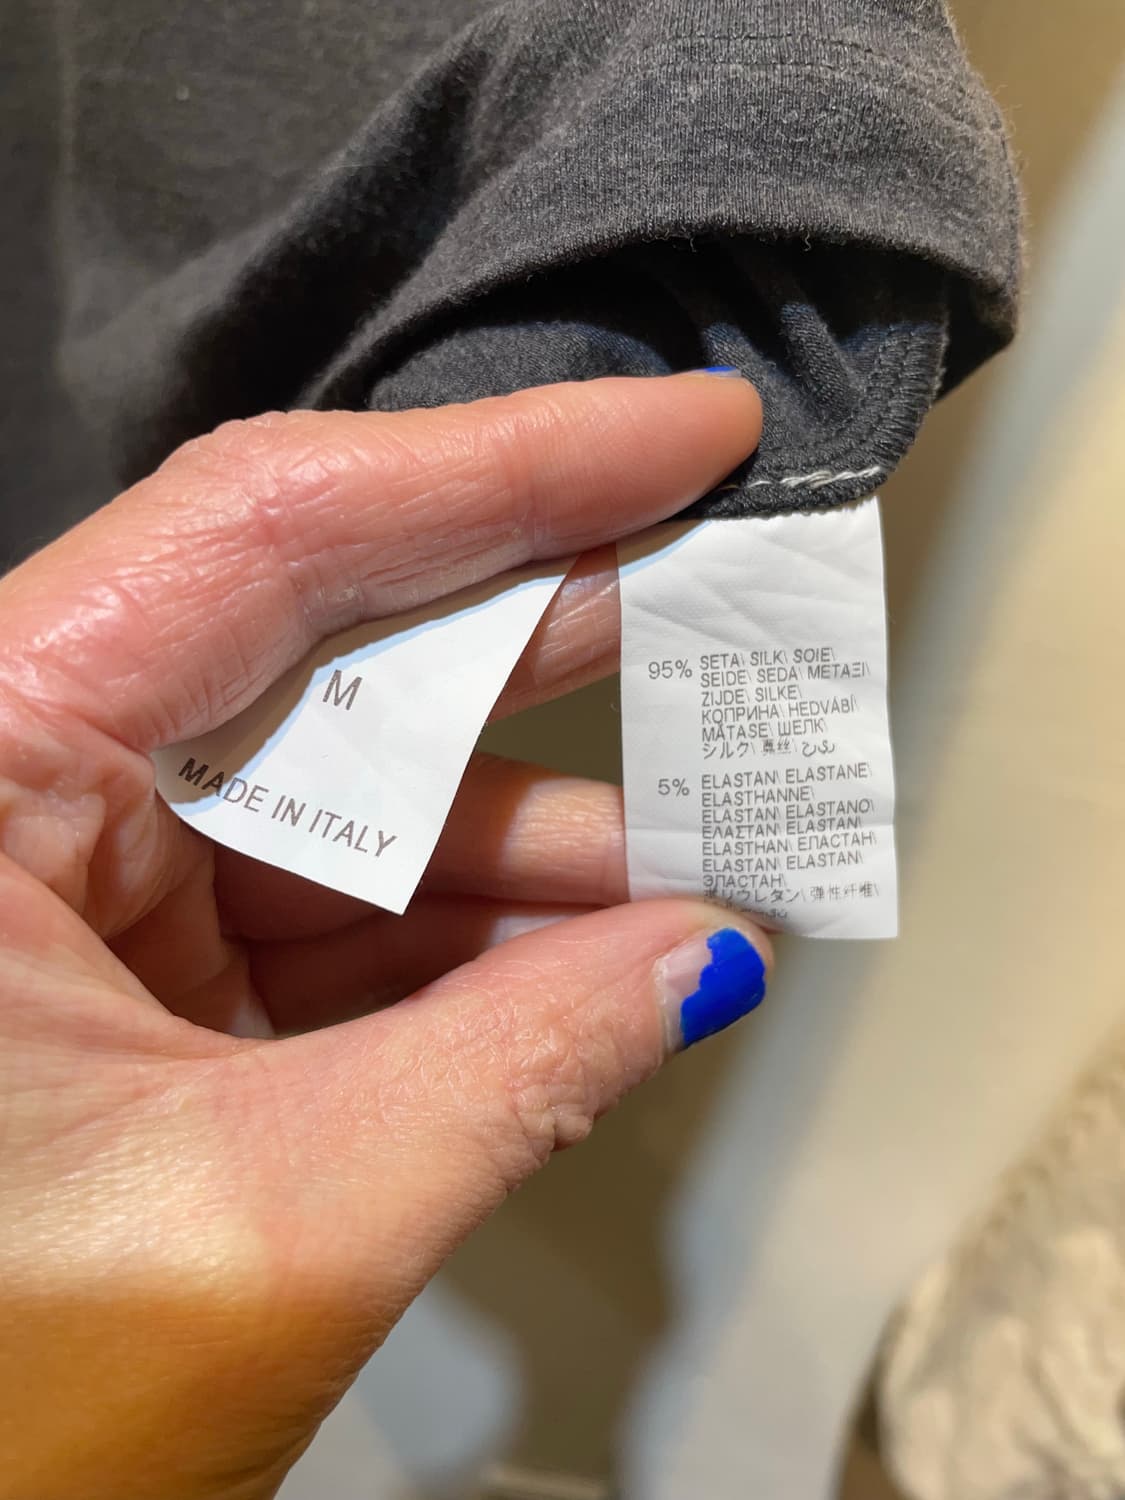 M
MADE IN ITALY
95% SETA\ SILK\ SOIE\
SEIDE\ SEDA\ ΜΕΤΑΞΙ\
ZIJDE\ SILKE\
КОПРИНА\ HEDVÁBÍ\
MĂTASE\ ШЕЛК\
シルク\ 真丝\
5% ELASTAN\ ELASTANE\
ELASTHANNE\
ELASTAN\ ELASTANO\
ΕΛΑΣΤΑΝ\ ELASTAN\
ELASTHAN\ ЕЛАСТАН\
ELASTAN\ ELASTAN\
ЭЛАСТАН\
ポリウレタン\ 弹性纤维\